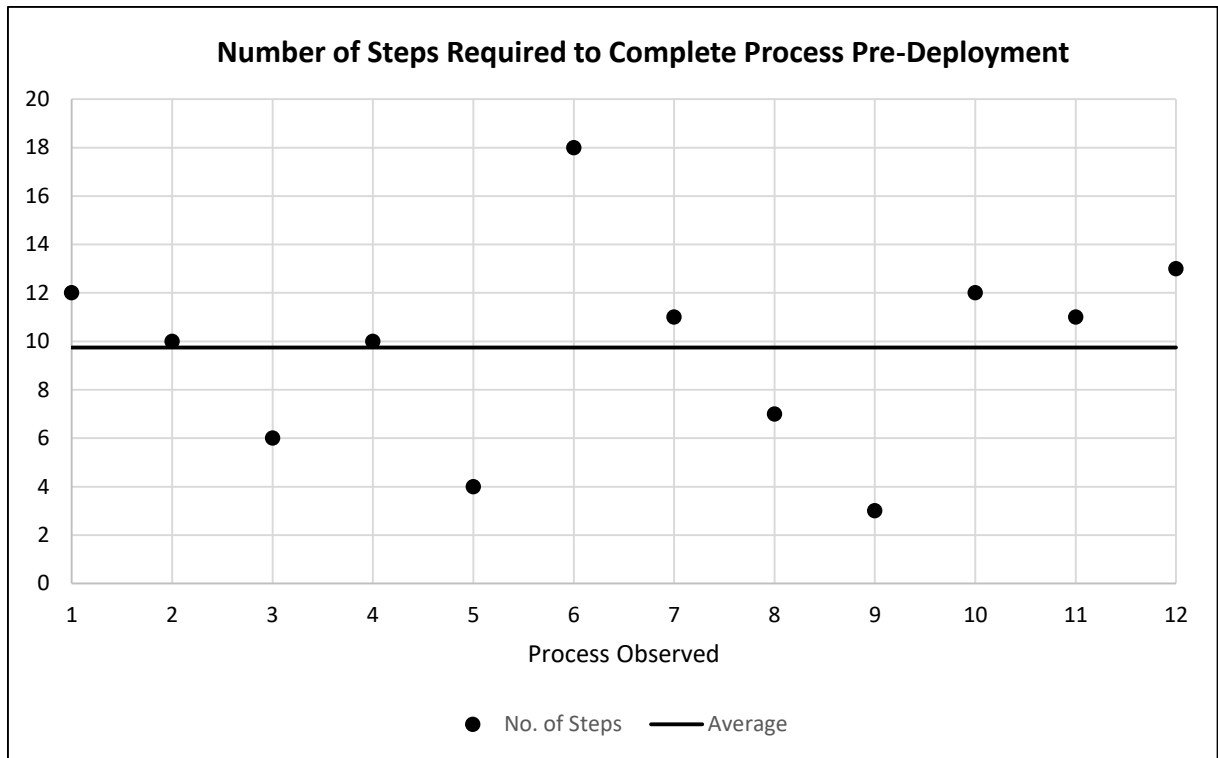 Number of Steps Required to Complete Process Pre-Deployment
20
18
16
14
12
10
8
6
4
2
0
1 2 3 4 5 6 7 8 9 10 11 12
Process Observed
No. of Steps Average